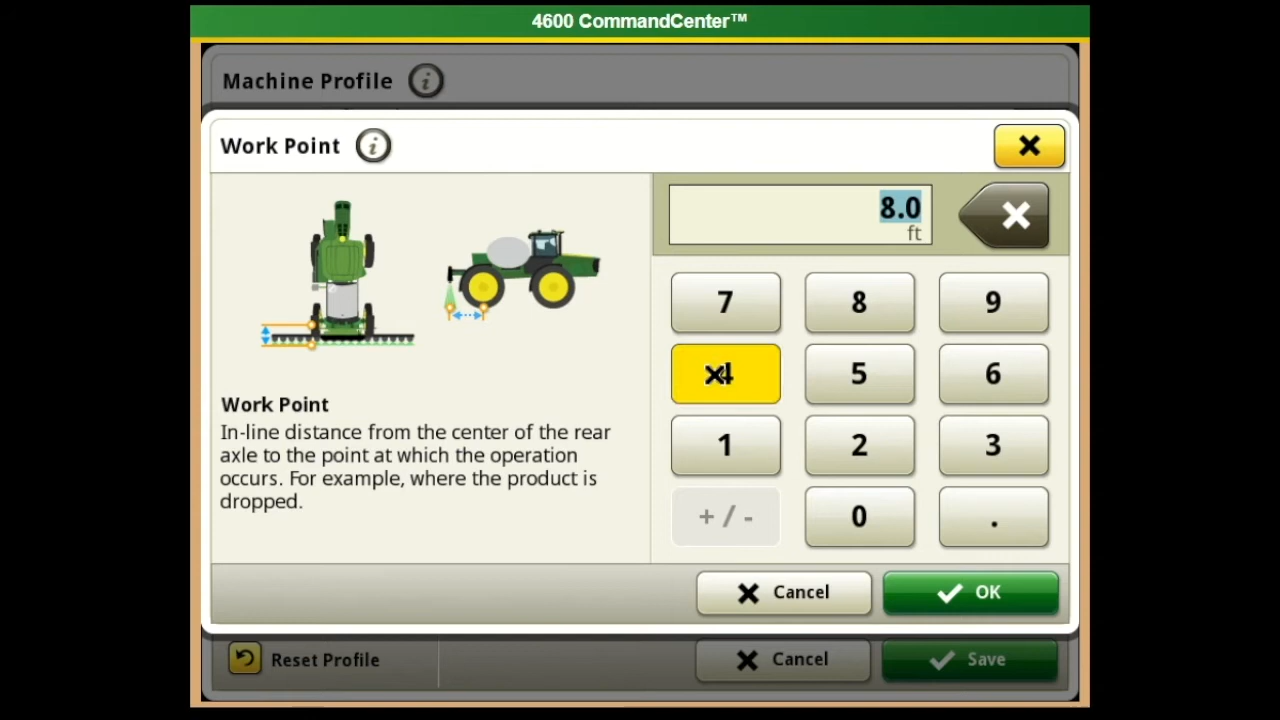 4600 CommandCenter™
Machine Profile i
Work Point i
8.0
ft
7 8 9
4 5 6
1 2 3
+ / - 0 .
Work Point
In-line distance from the center of the rear
axle to the point at which the operation
occurs. For example, where the product is
dropped.
Cancel OK
Reset Profile Cancel Save